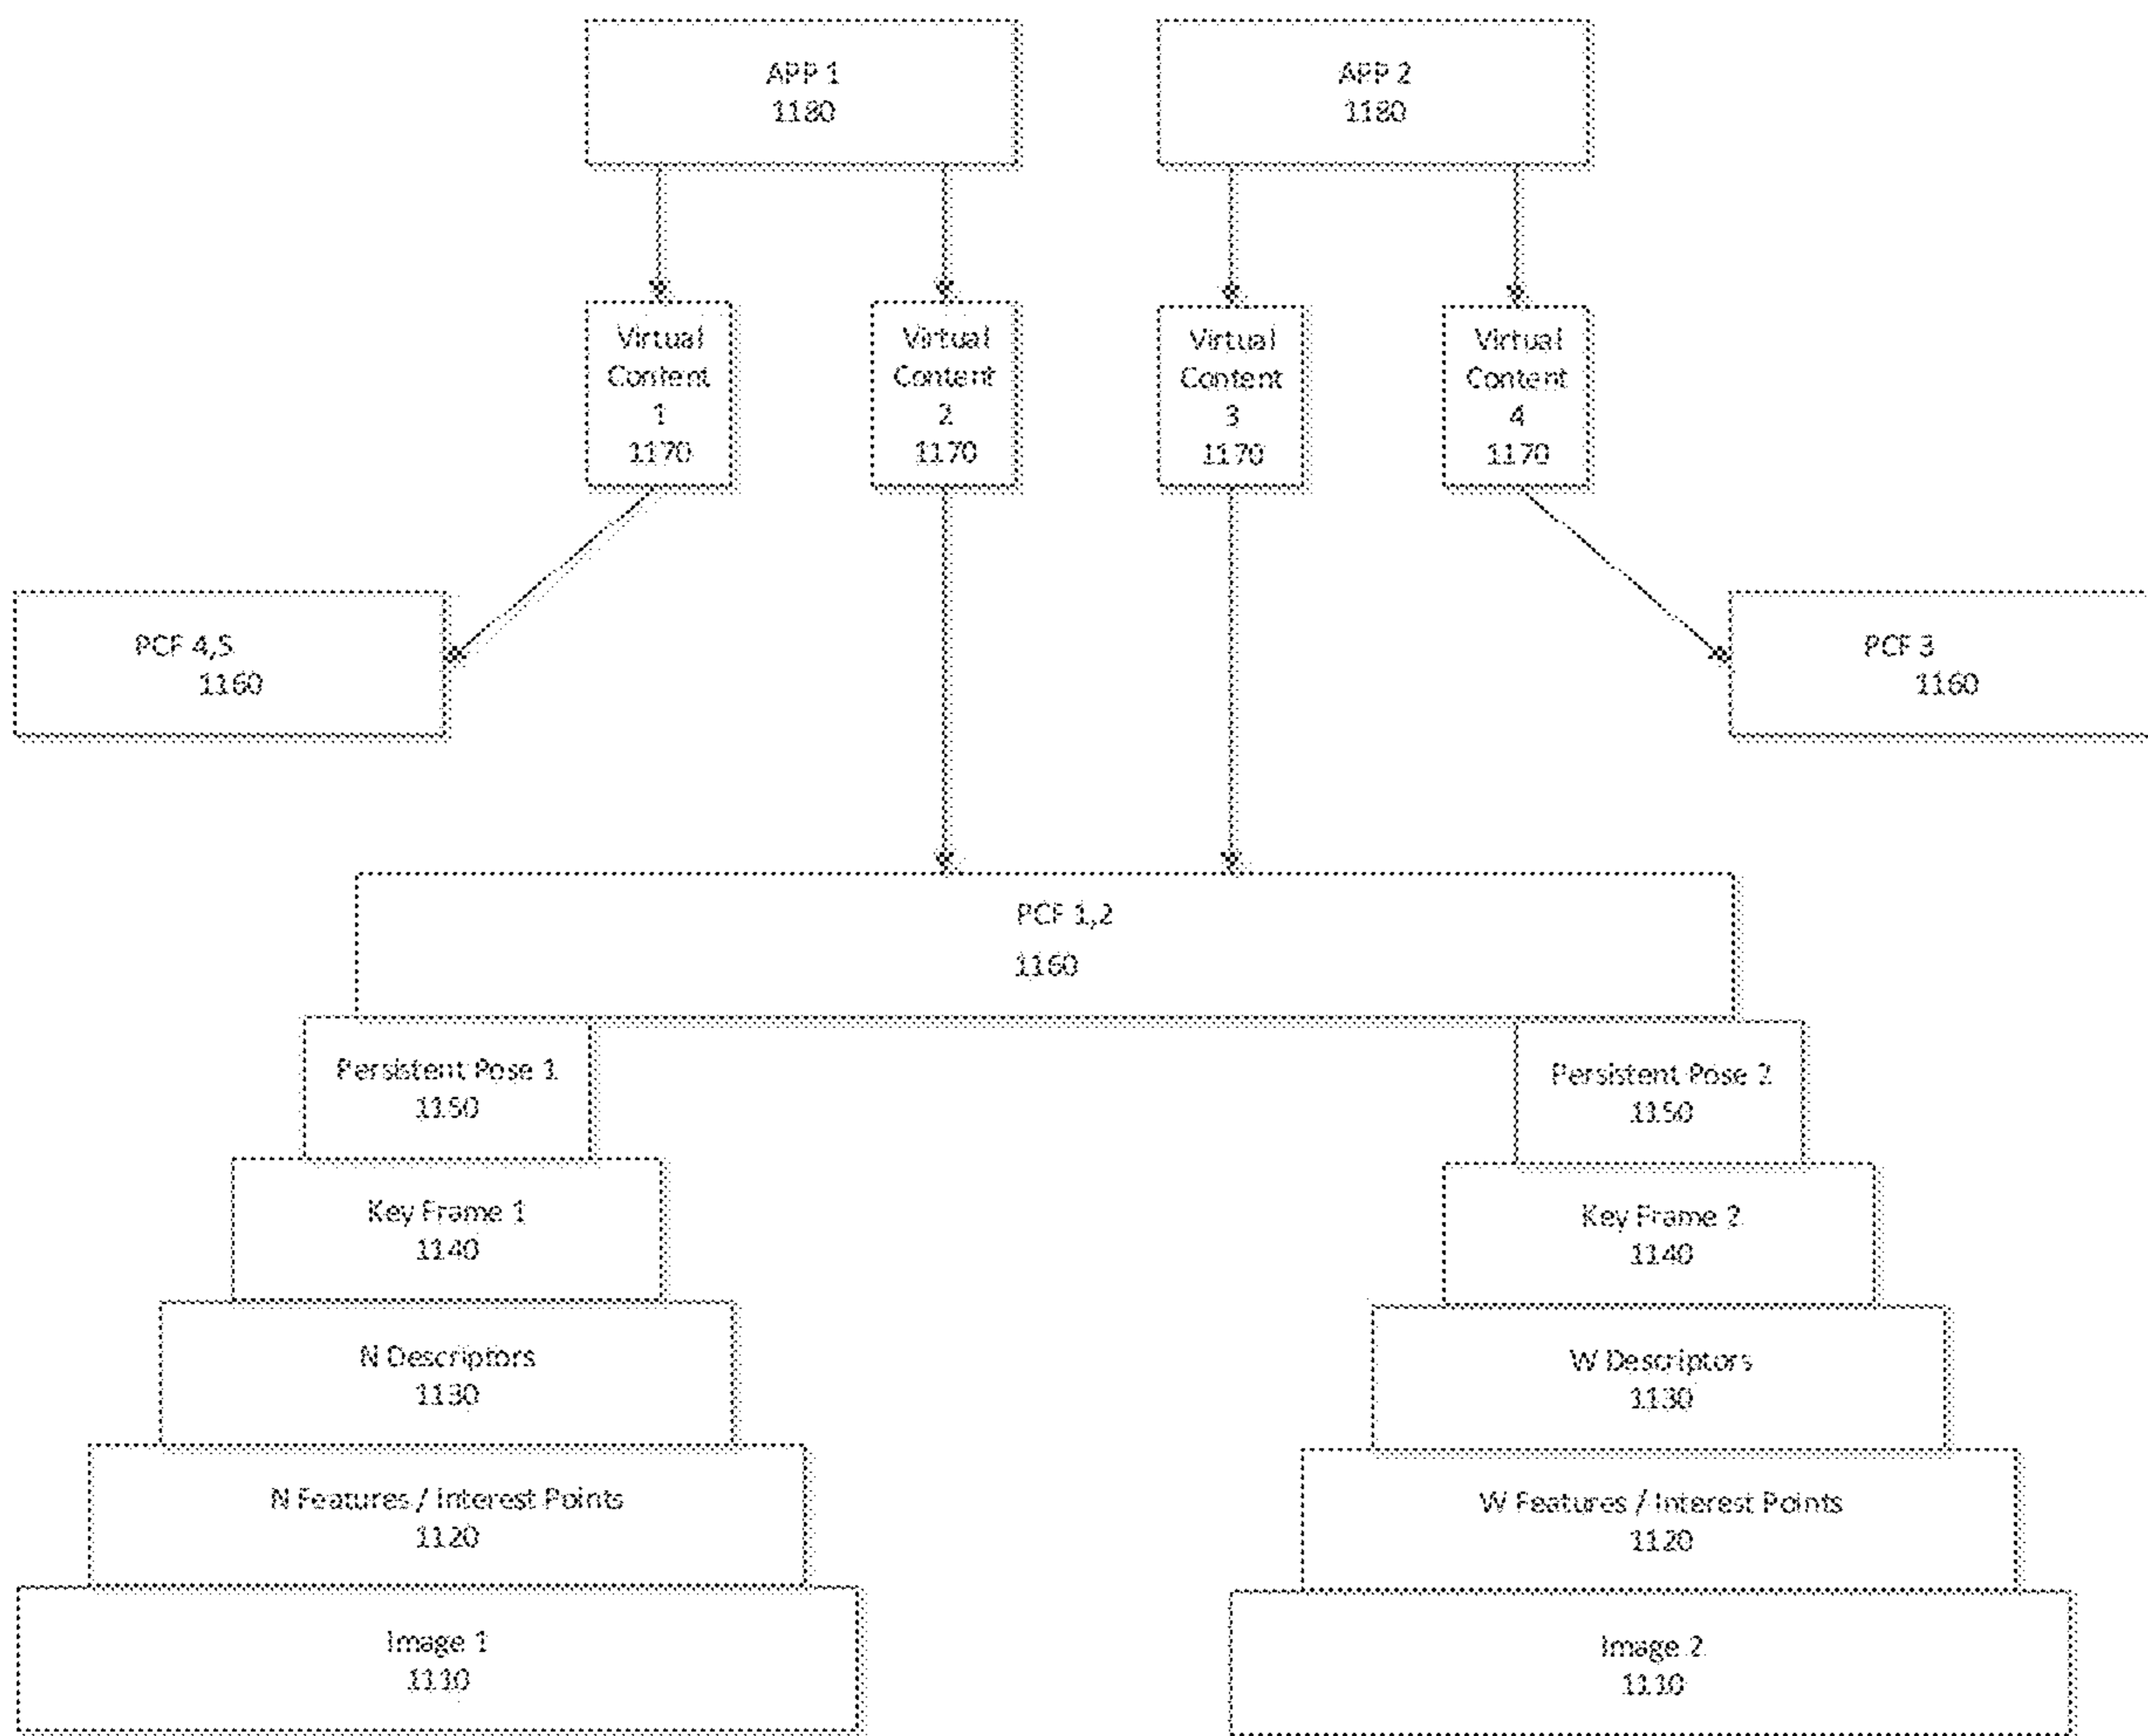 APP 1
1180
APP 2
1180
Virtual
Content
1
1170
Virtual
Content
2
1170
Virtual
Content
3
1170
Virtual
Content
4
1170
PCF 4,5
1160
PCF 3
1160
PCF 1,2
1160
Persistent Pose 1
1150
Persistent Pose 2
1150
Key Frame 1
1140
Key Frame 2
1140
N Descriptors
1130
W Descriptors
1130
N Features / Interest Points
1120
W Features / Interest Points
1120
Image 1
1110
Image 2
1110